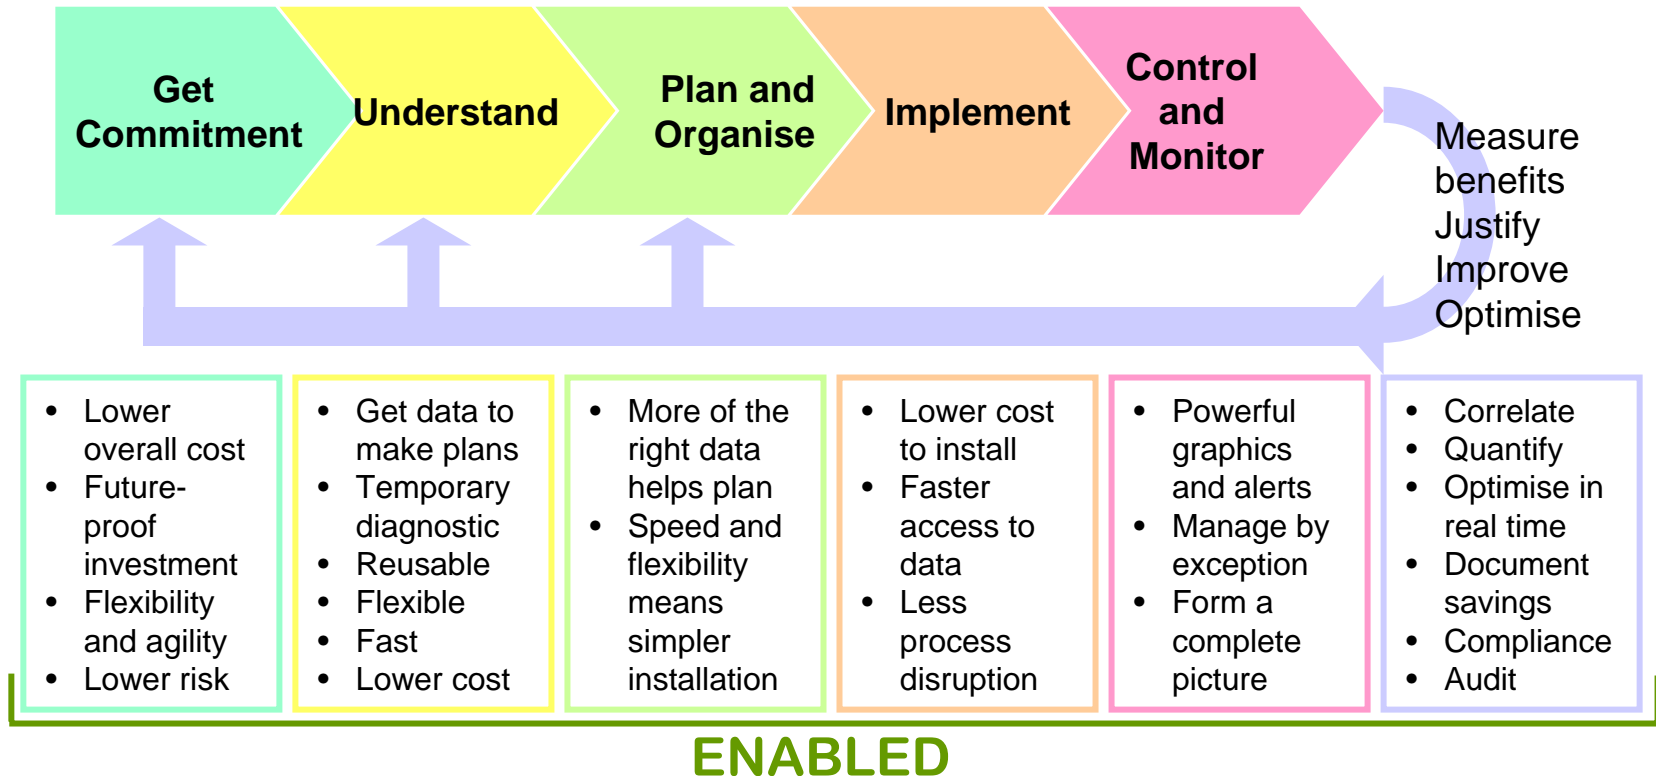 Get
Commitment
Understand
Plan and
Organise
Implement
Control
and
Monitor
Measure
benefits
Justify
Improve
Optimise
• Lower
overall cost
• Future-
proof
investment
• Flexibility
and agility
• Lower risk
• Get data to
make plans
• Temporary
diagnostic
• Reusable
• Flexible
• Fast
• Lower cost
• More of the
right data
helps plan
• Speed and
flexibility
means
simpler
installation
• Lower cost
to install
• Faster
access to
data
• Less
process
disruption
• Powerful
graphics
and alerts
• Manage by
exception
• Form a
complete
picture
• Correlate
• Quantify
• Optimise in
real time
• Document
savings
• Compliance
• Audit
ENABLED